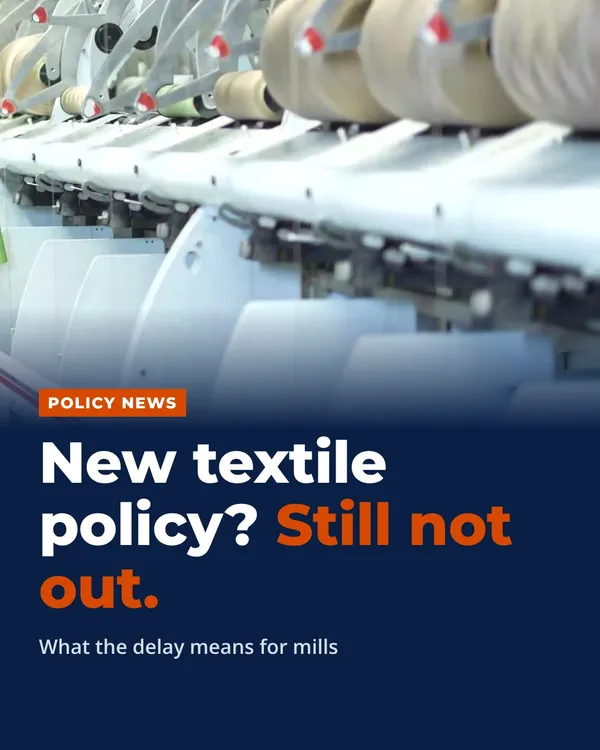 POLICY NEWS
New textile
policy? Still not
out.
What the delay means for mills